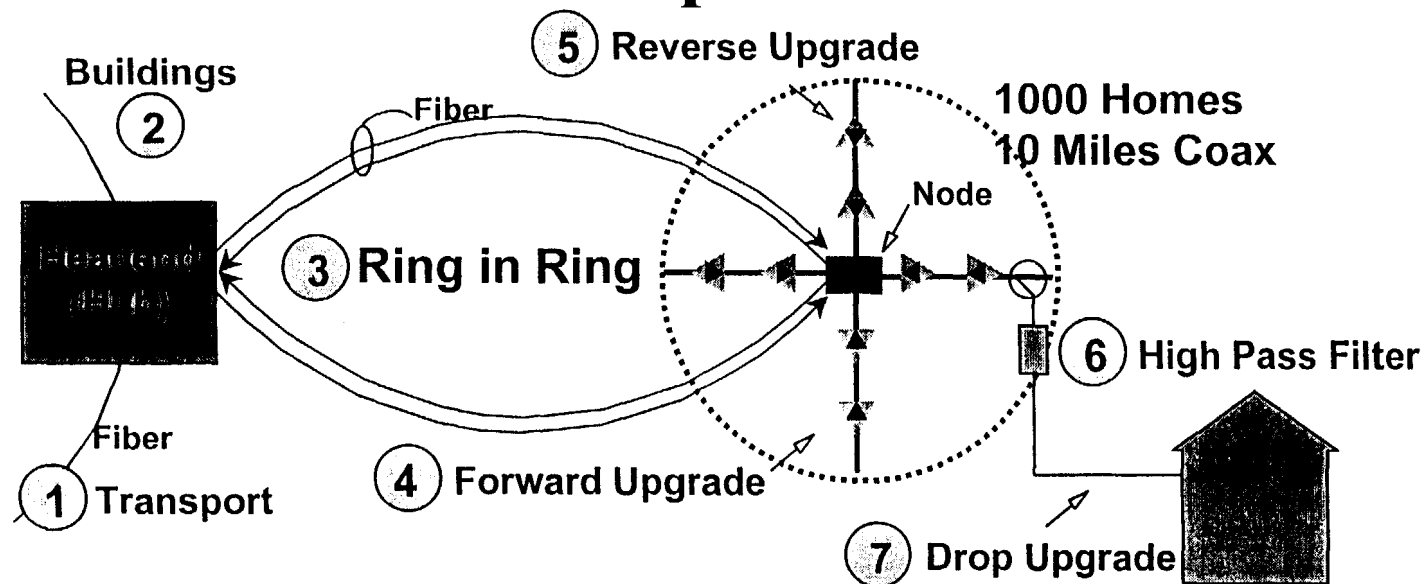 5 Reverse Upgrade
Buildings
2
Fiber
1000 Homes
10 Miles Coax
Node
3 Ring in Ring
6 High Pass Filter
Fiber
4 Forward Upgrade
1 Transport
7 Drop Upgrade